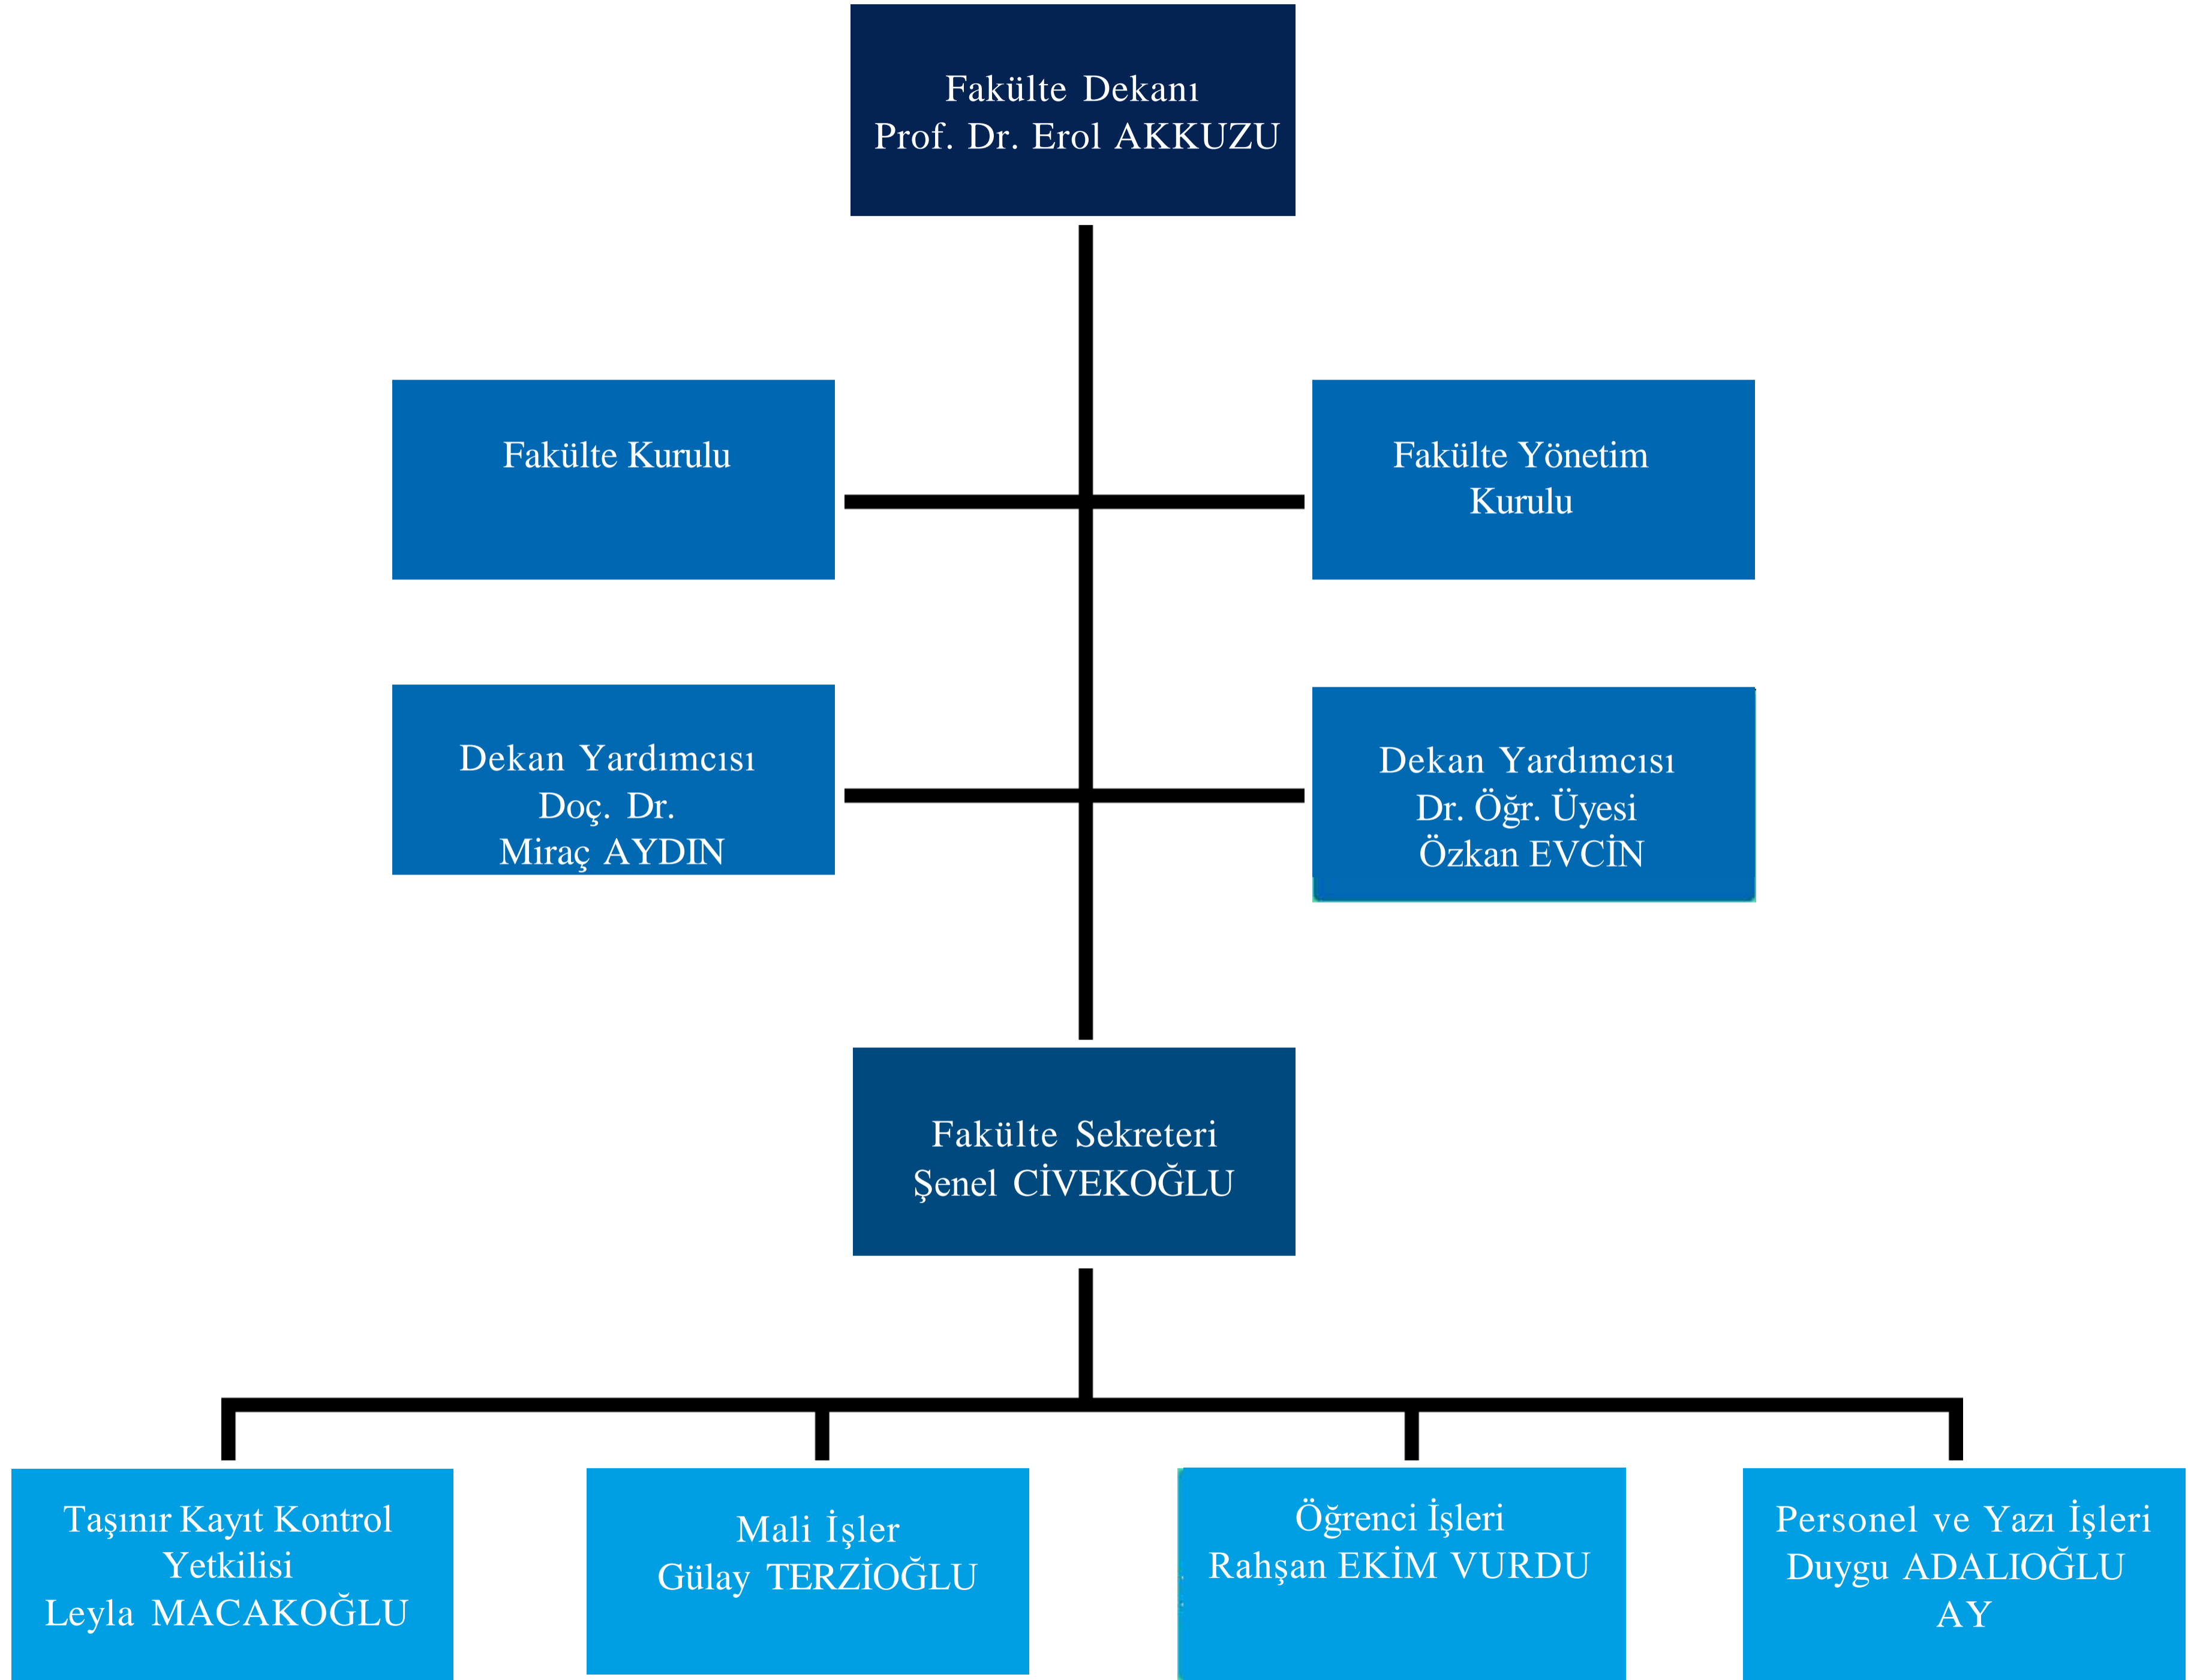 Fakülte Dekanı
Prof. Dr. Erol AKKUZU
Fakülte Kurulu
Fakülte Yönetim
Kurulu
Dekan Yardımcısı
Doç. Dr.
Miraç AYDIN
Dekan Yardımcısı
Dr. Öğr. Üyesi
Özkan EVCİN
Fakülte Sekreteri
Şenel CİVEKOĞLU
Taşınır Kayıt Kontrol
Yetkilisi
Leyla MACAKOĞLU
Mali İşler
Gülay TERZİOĞLU
Öğrenci İşleri
Rahşan EKİM VURDU
Personel ve Yazı İşleri
Duygu ADALIOĞLU
AY